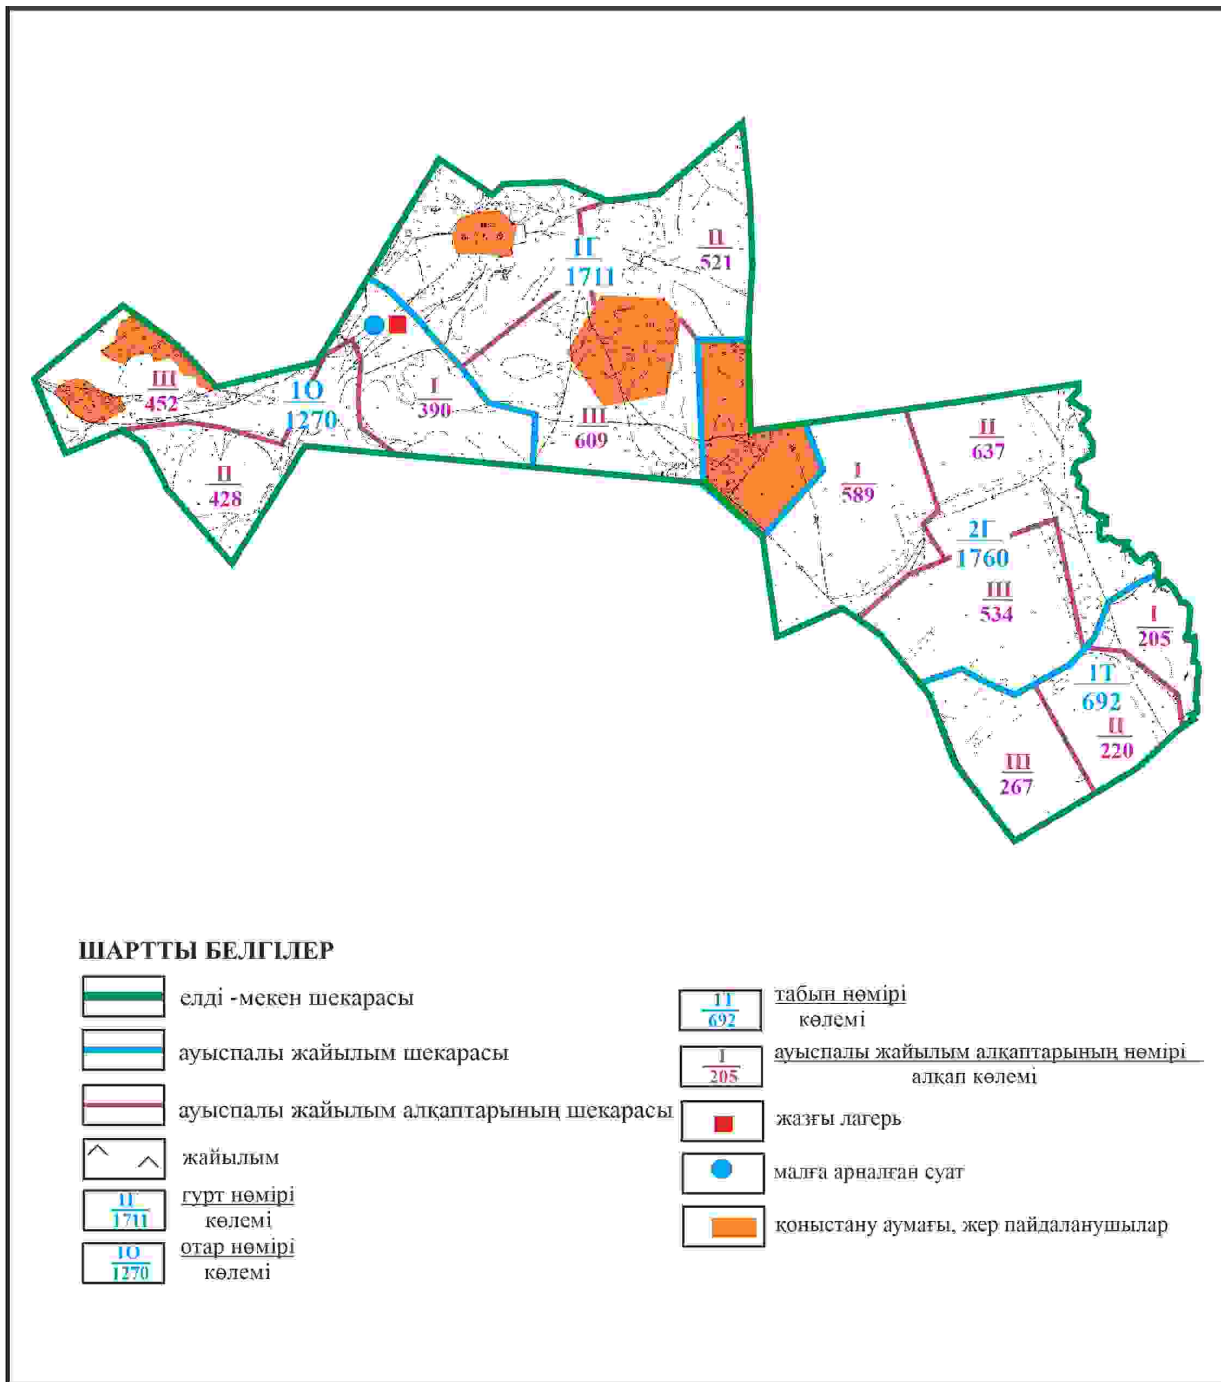 II
521
1Г
1711
III
452
1О
1270
I
390
III
609
II
428
II
637
I
589
2Г
1760
III
534
I
205
1Т
692
II
220
III
267
ШАРТТЫ БЕЛГІЛЕР
елді -мекен шекарасы
ауыспалы жайылым шекарасы
ауыспалы жайылым алқаптарының шекарасы
жайылым
1Г
1711
гурт нөмірі
көлемі
1О
1270
отар нөмірі
көлемі
1Т
692
табын нөмірі
көлемі
I
205
ауыспалы жайылым алқаптарының нөмірі
алқап көлемі
жазғы лагерь
малға арналған суат
қоныстану аумағы, жер пайдаланушылар